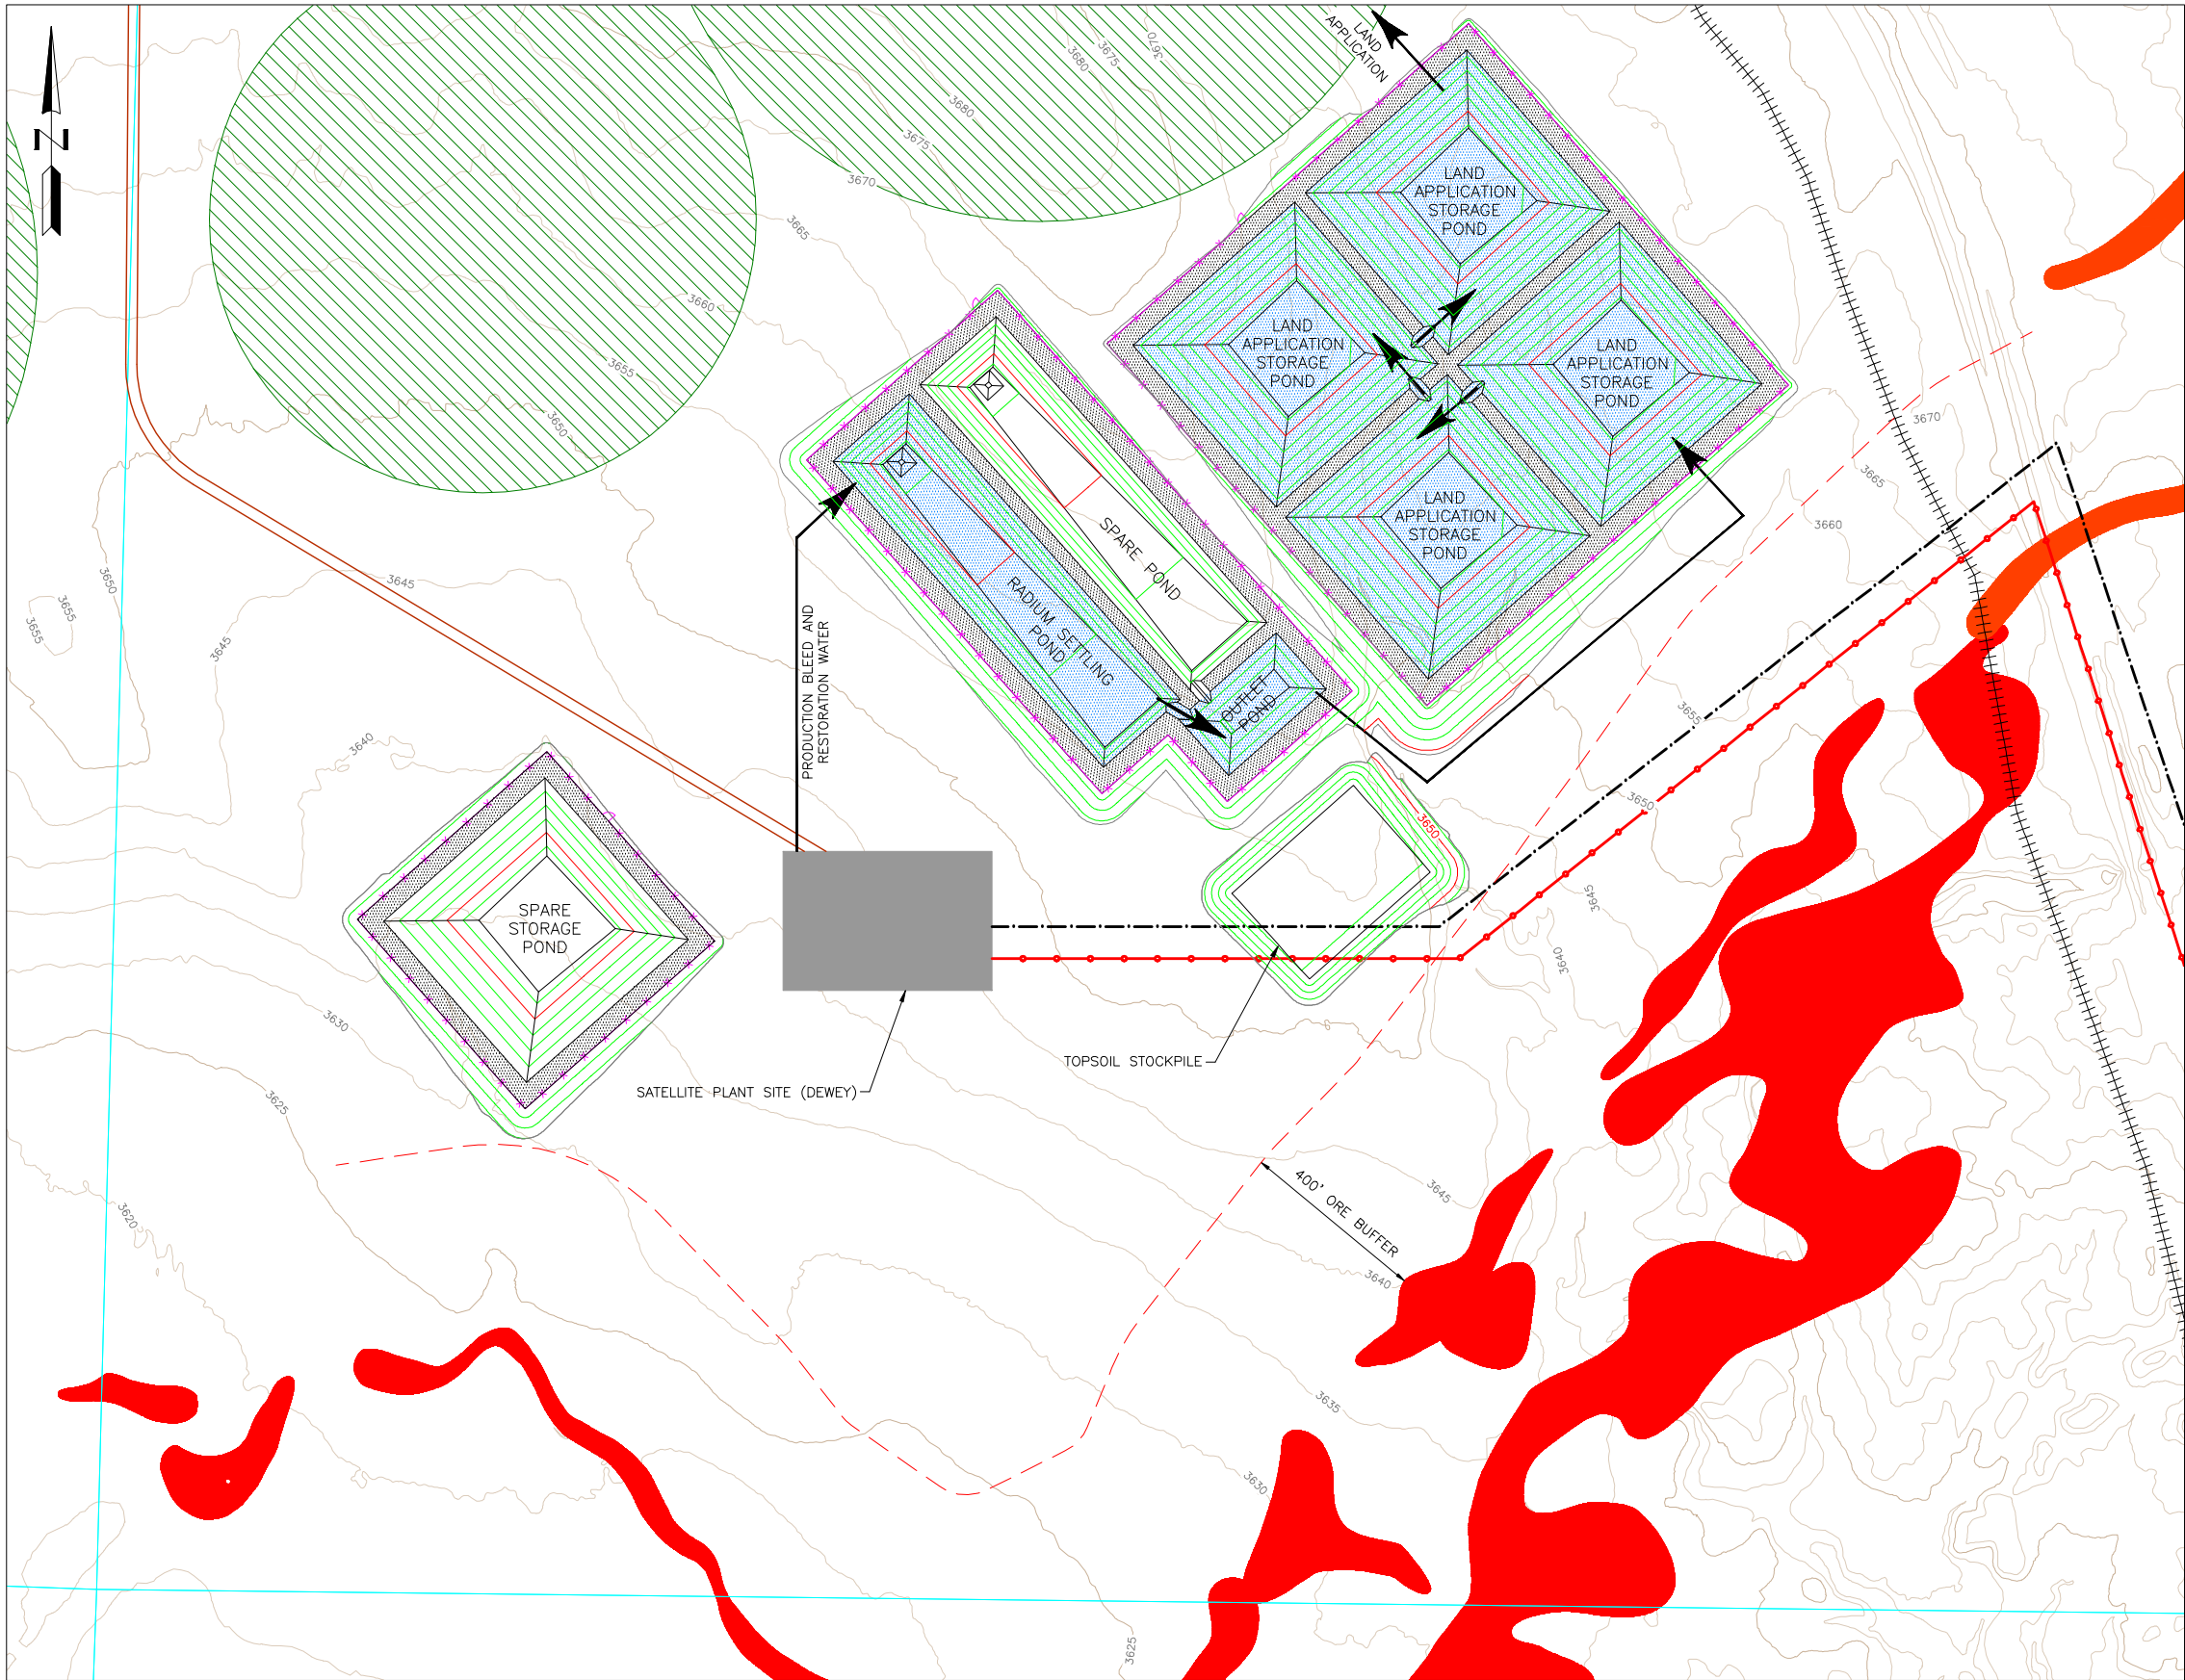 N
LAND
APPLICATION
3680
3675
3670
3680
3675
3670
3665
3660
3655
3650
LAND
APPLICATION
STORAGE
POND
LAND
APPLICATION
STORAGE
POND
LAND
APPLICATION
STORAGE
POND
LAND
APPLICATION
STORAGE
POND
3670
3665
3660
3655
3650
3645
3640
SPARE POND
RADIUM SETTLING
POND
OUTLET
POND
PRODUCTION BLEED AND
RESTORATION WATER
3650
3655
3655
3645
3645
3640
3650
SPARE
STORAGE
POND
3630
3625
3620
SATELLITE PLANT SITE (DEWEY)
TOPSOIL STOCKPILE
400' ORE BUFFER
3645
3640
3635
3630
3625